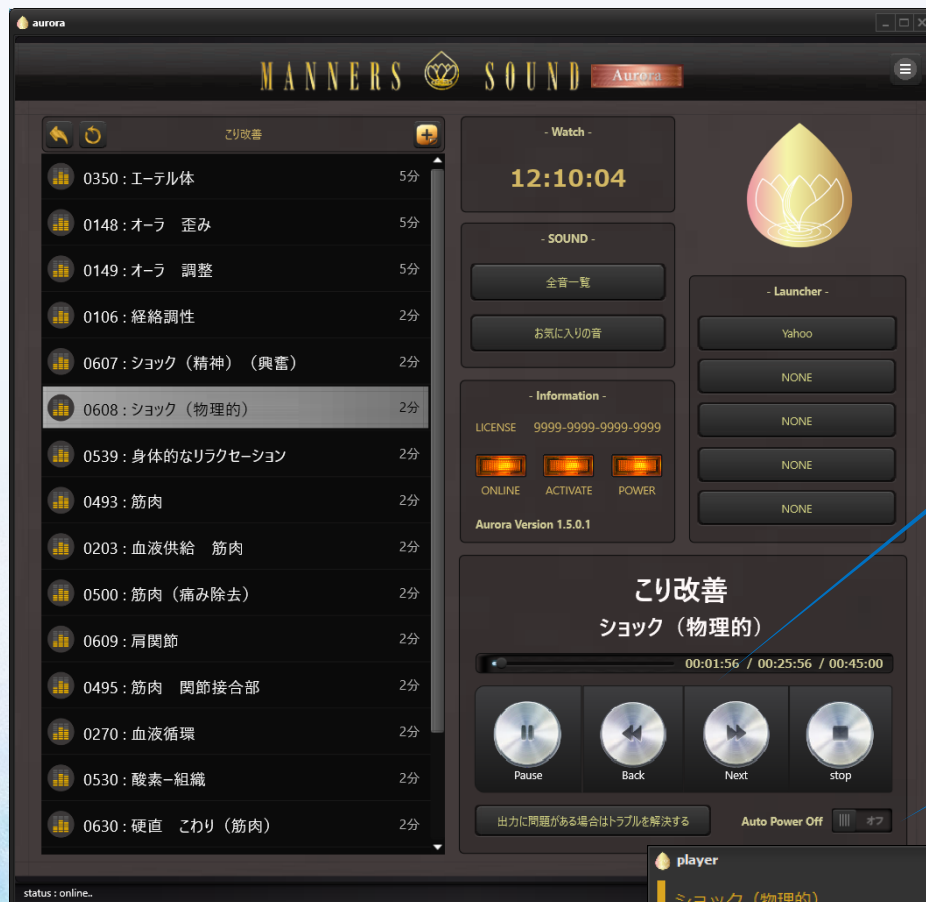 aurora
MANNERS SOUND Aurora
こり改善
0350 : エーテル体 5分
0148 : オーラ　歪み 5分
0149 : オーラ　調整 5分
0106 : 経絡調性 2分
0607 : ショック（精神）（興奮） 2分
0608 : ショック（物理的） 2分
0539 : 身体的なリラクセーション 2分
0493 : 筋肉 2分
0203 : 血液供給　筋肉 2分
0500 : 筋肉（痛み除去） 2分
0609 : 肩関節 2分
0495 : 筋肉　関節接合部 2分
0270 : 血液循環 2分
0530 : 酸素–組織 2分
0630 : 硬直　こわり（筋肉） 2分
- Watch -
12:10:04
- SOUND -
全音一覧
お気に入りの音
- Information -
LICENSE 9999-9999-9999-9999
ONLINE ACTIVATE POWER
Aurora Version 1.5.0.1
- Launcher -
Yahoo
NONE
NONE
NONE
NONE
こり改善
ショック（物理的）
00:01:56 / 00:25:56 / 00:45:00
Pause Back Next stop
出力に問題がある場合はトラブルを解決する
Auto Power Off オフ
player
ショック（物理的）
status : online..